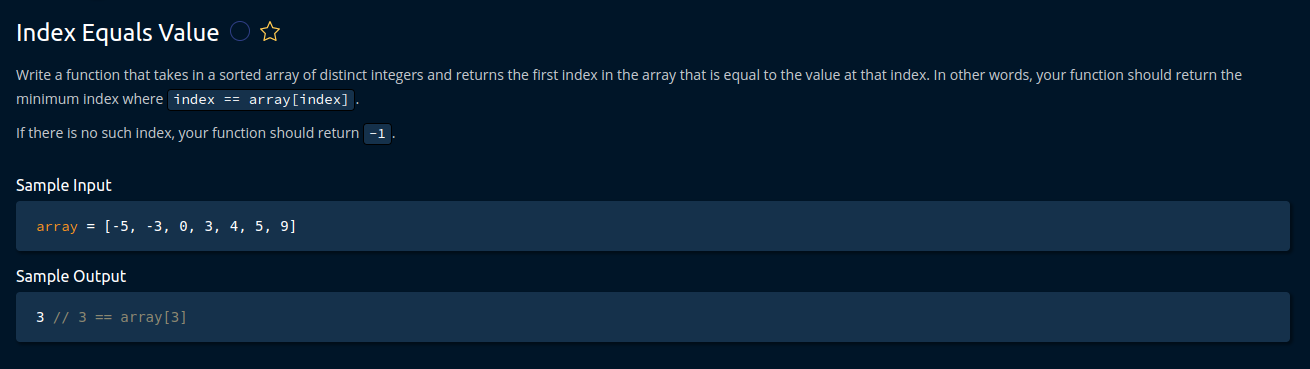 Index Equals Value
Write a function that takes in a sorted array of distinct integers and returns the first index in the array that is equal to the value at that index. In other words, your function should return the
minimum index where index == array[index].
If there is no such index, your function should return -1.
Sample Input
array = [-5, -3, 0, 3, 4, 5, 9]
Sample Output
3 // 3 == array[3]